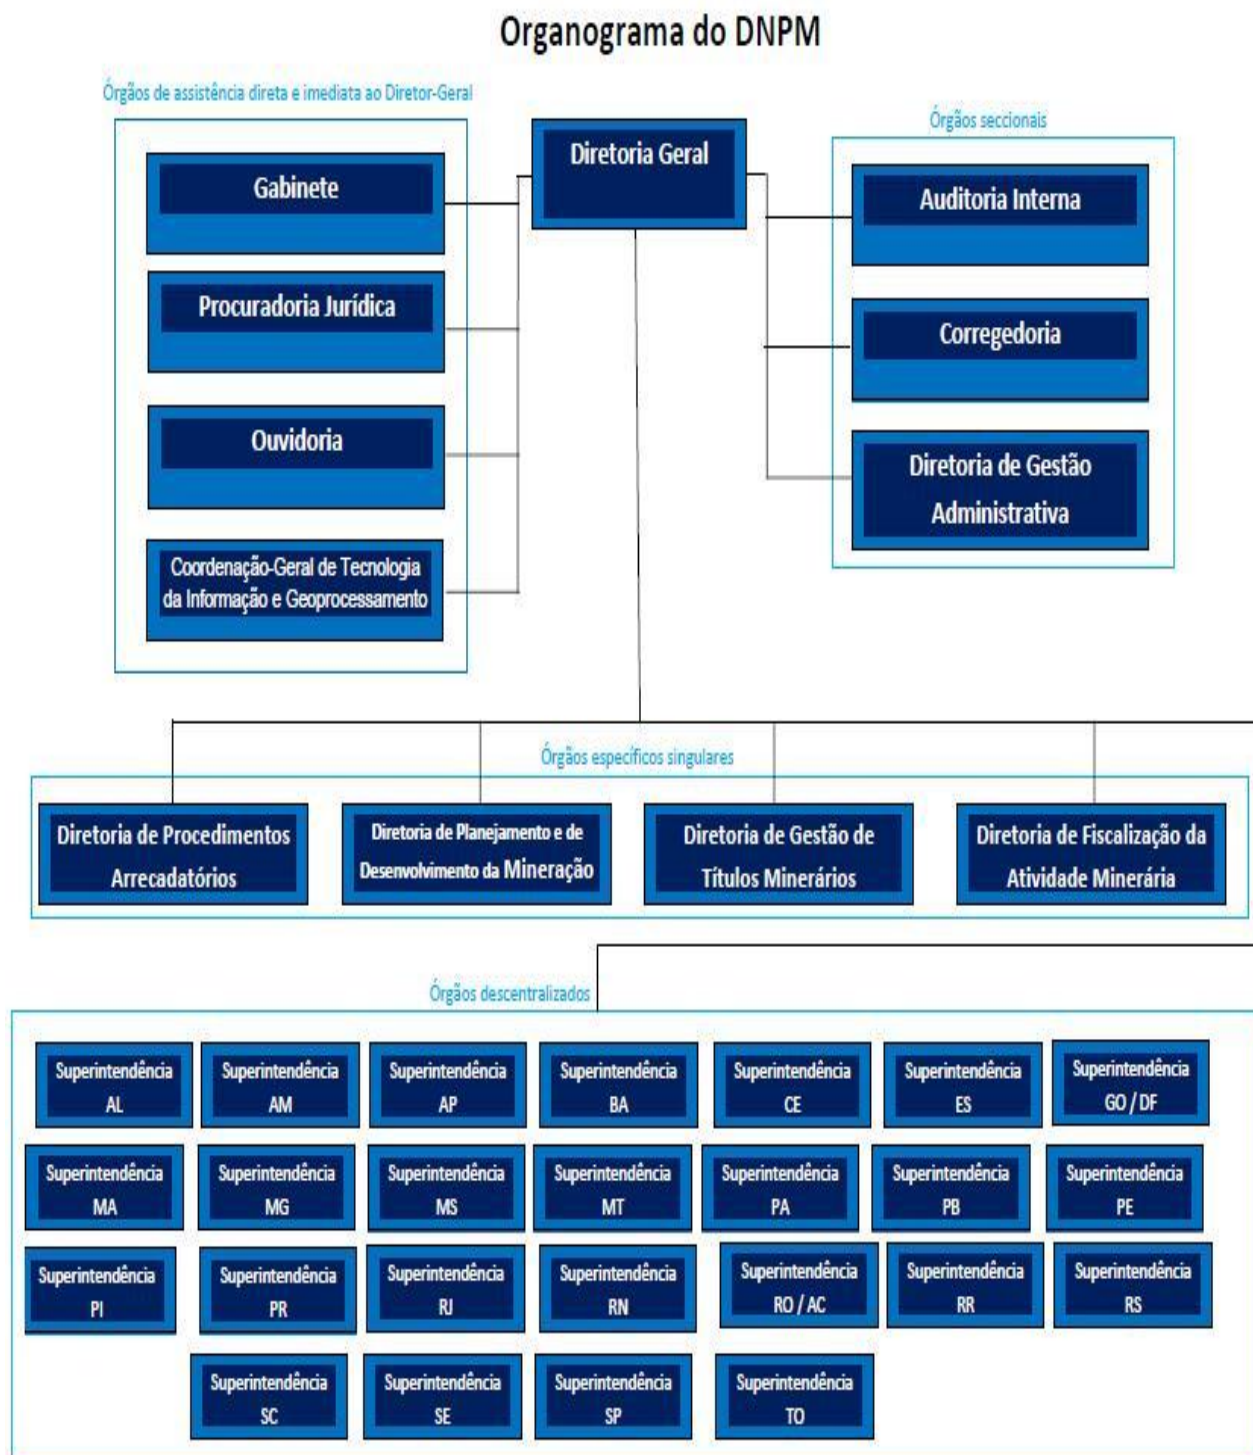 Organograma do DNPM
Órgãos de assistência direta e imediata ao Diretor-Geral
Gabinete
Procuradoria Jurídica
Ouvidoria
Coordenação-Geral de Tecnologia
da Informação e Geoprocessamento
Diretoria Geral
Órgãos seccionais
Auditoria Interna
Corregedoria
Diretoria de Gestão
Administrativa
Órgãos específicos singulares
Diretoria de Procedimentos
Arrecadatórios
Diretoria de Planejamento e de
Desenvolvimento da Mineração
Diretoria de Gestão de
Títulos Minerários
Diretoria de Fiscalização da
Atividade Minerária
Órgãos descentralizados
Superintendência
AL
Superintendência
AM
Superintendência
AP
Superintendência
BA
Superintendência
CE
Superintendência
ES
Superintendência
GO / DF
Superintendência
MA
Superintendência
MG
Superintendência
MS
Superintendência
MT
Superintendência
PA
Superintendência
PB
Superintendência
PE
Superintendência
PI
Superintendência
PR
Superintendência
RJ
Superintendência
RN
Superintendência
RO / AC
Superintendência
RR
Superintendência
RS
Superintendência
SC
Superintendência
SE
Superintendência
SP
Superintendência
TO